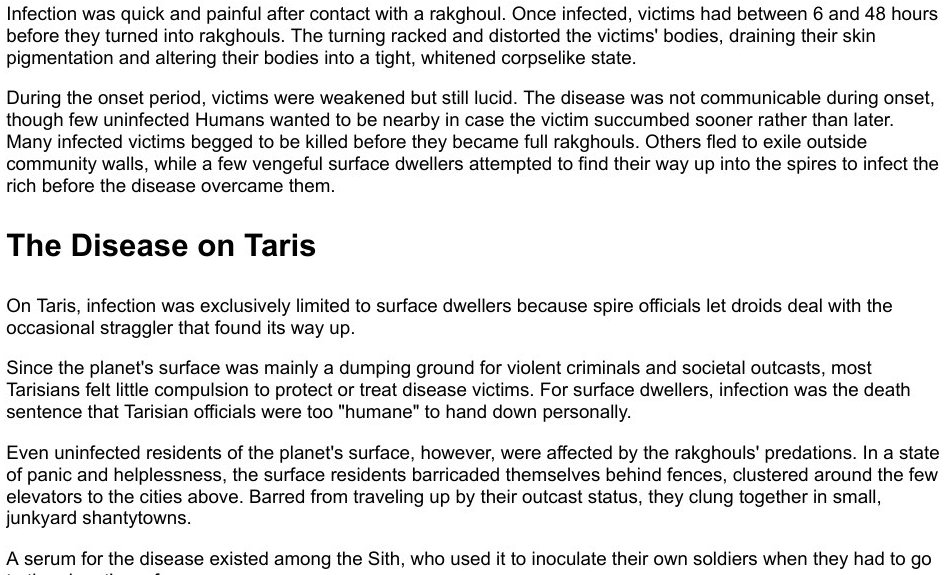 Infection was quick and painful after contact with a rakghoul. Once infected, victims had between 6 and 48 hours
before they turned into rakghouls. The turning racked and distorted the victims' bodies, draining their skin
pigmentation and altering their bodies into a tight, whitened corpselike state.
During the onset period, victims were weakened but still lucid. The disease was not communicable during onset,
though few uninfected Humans wanted to be nearby in case the victim succumbed sooner rather than later.
Many infected victims begged to be killed before they became full rakghouls. Others fled to exile outside
community walls, while a few vengeful surface dwellers attempted to find their way up into the spires to infect the
rich before the disease overcame them.
The Disease on Taris
On Taris, infection was exclusively limited to surface dwellers because spire officials let droids deal with the
occasional straggler that found its way up.
Since the planet's surface was mainly a dumping ground for violent criminals and societal outcasts, most
Tarisians felt little compulsion to protect or treat disease victims. For surface dwellers, infection was the death
sentence that Tarisian officials were too "humane" to hand down personally.
Even uninfected residents of the planet's surface, however, were affected by the rakghouls' predations. In a state
of panic and helplessness, the surface residents barricaded themselves behind fences, clustered around the few
elevators to the cities above. Barred from traveling up by their outcast status, they clung together in small,
junkyard shantytowns.
A serum for the disease existed among the Sith, who used it to inoculate their own soldiers when they had to go